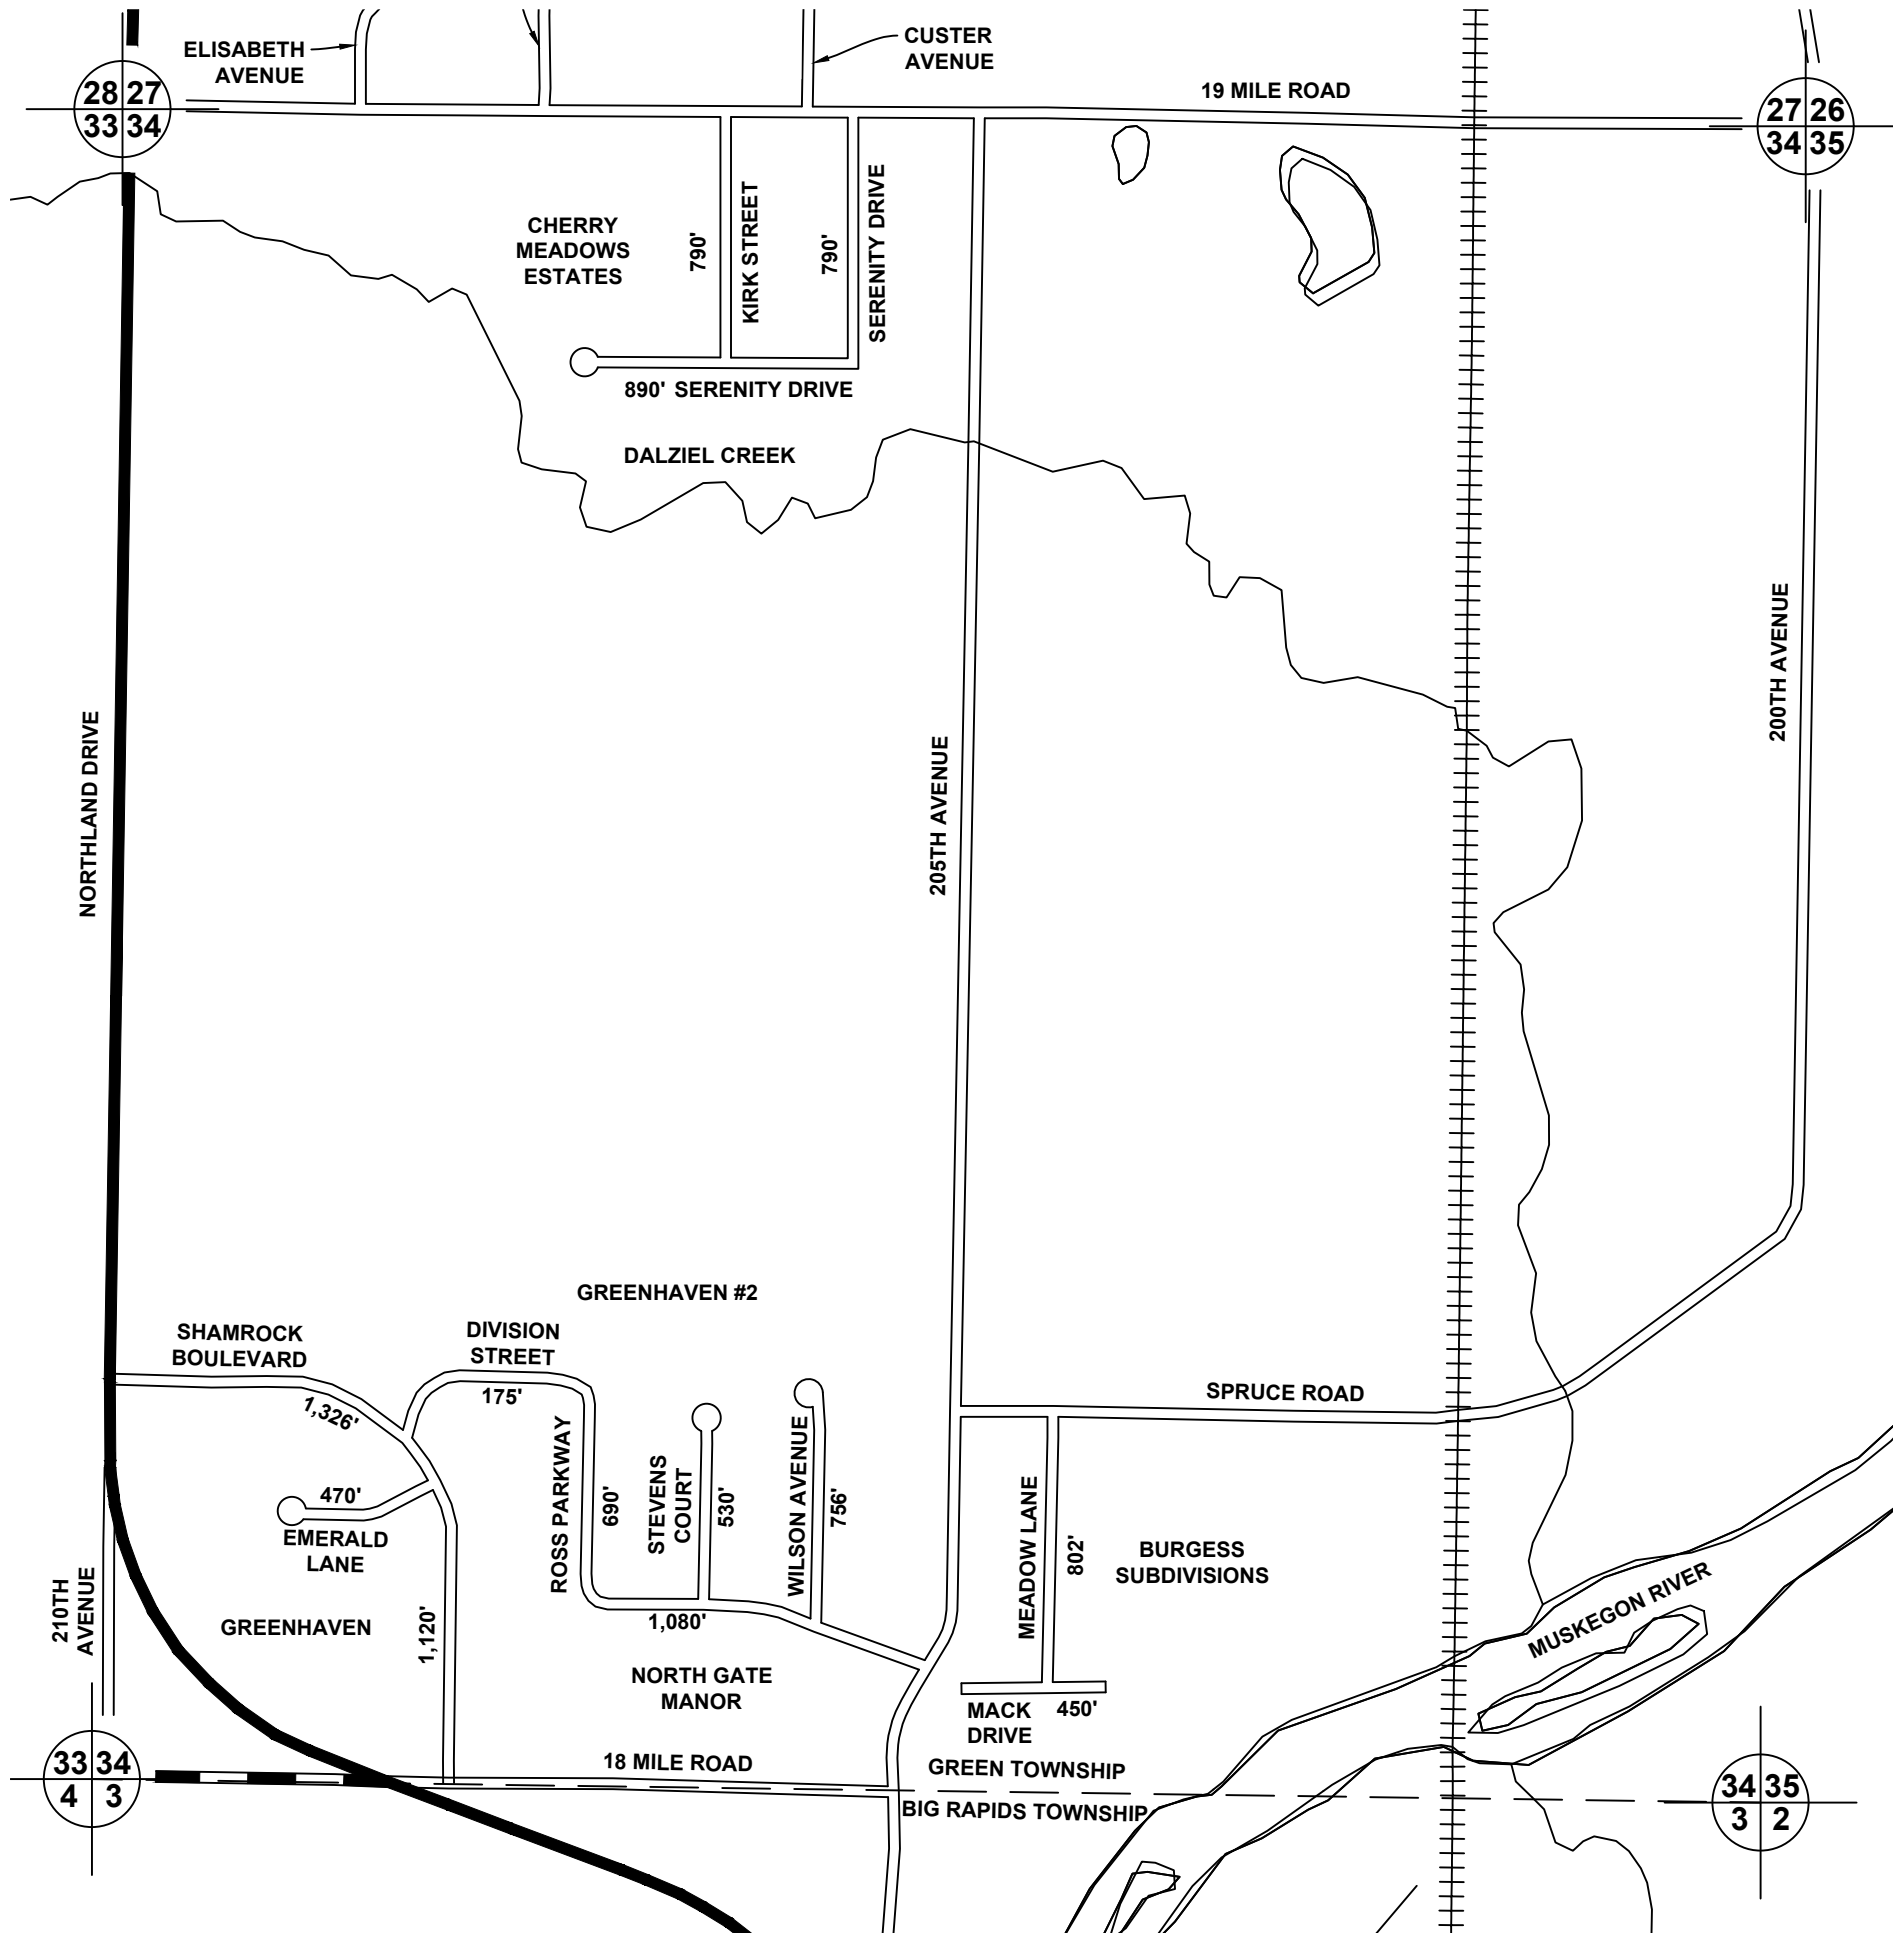 ELISABETH
AVENUE
CUSTER
AVENUE
19 MILE ROAD
28 27
33 34
27 26
34 35
CHERRY
MEADOWS
ESTATES
790'
KIRK STREET
790'
SERENITY DRIVE
890' SERENITY DRIVE
DALZIEL CREEK
NORTHLAND DRIVE
205TH AVENUE
200TH AVENUE
GREENHAVEN #2
SHAMROCK
BOULEVARD
1,326'
DIVISION
STREET
175'
SPRUCE ROAD
470'
EMERALD
LANE
ROSS PARKWAY
690'
STEVENS
COURT
530'
WILSON AVENUE
756'
MEADOW LANE
802'
BURGESS
SUBDIVISIONS
210TH
AVENUE
GREENHAVEN
1,120'
1,080'
NORTH GATE
MANOR
MUSKEGON RIVER
MACK
DRIVE
450'
33 34
4 3
18 MILE ROAD
GREEN TOWNSHIP
BIG RAPIDS TOWNSHIP
34 35
3 2